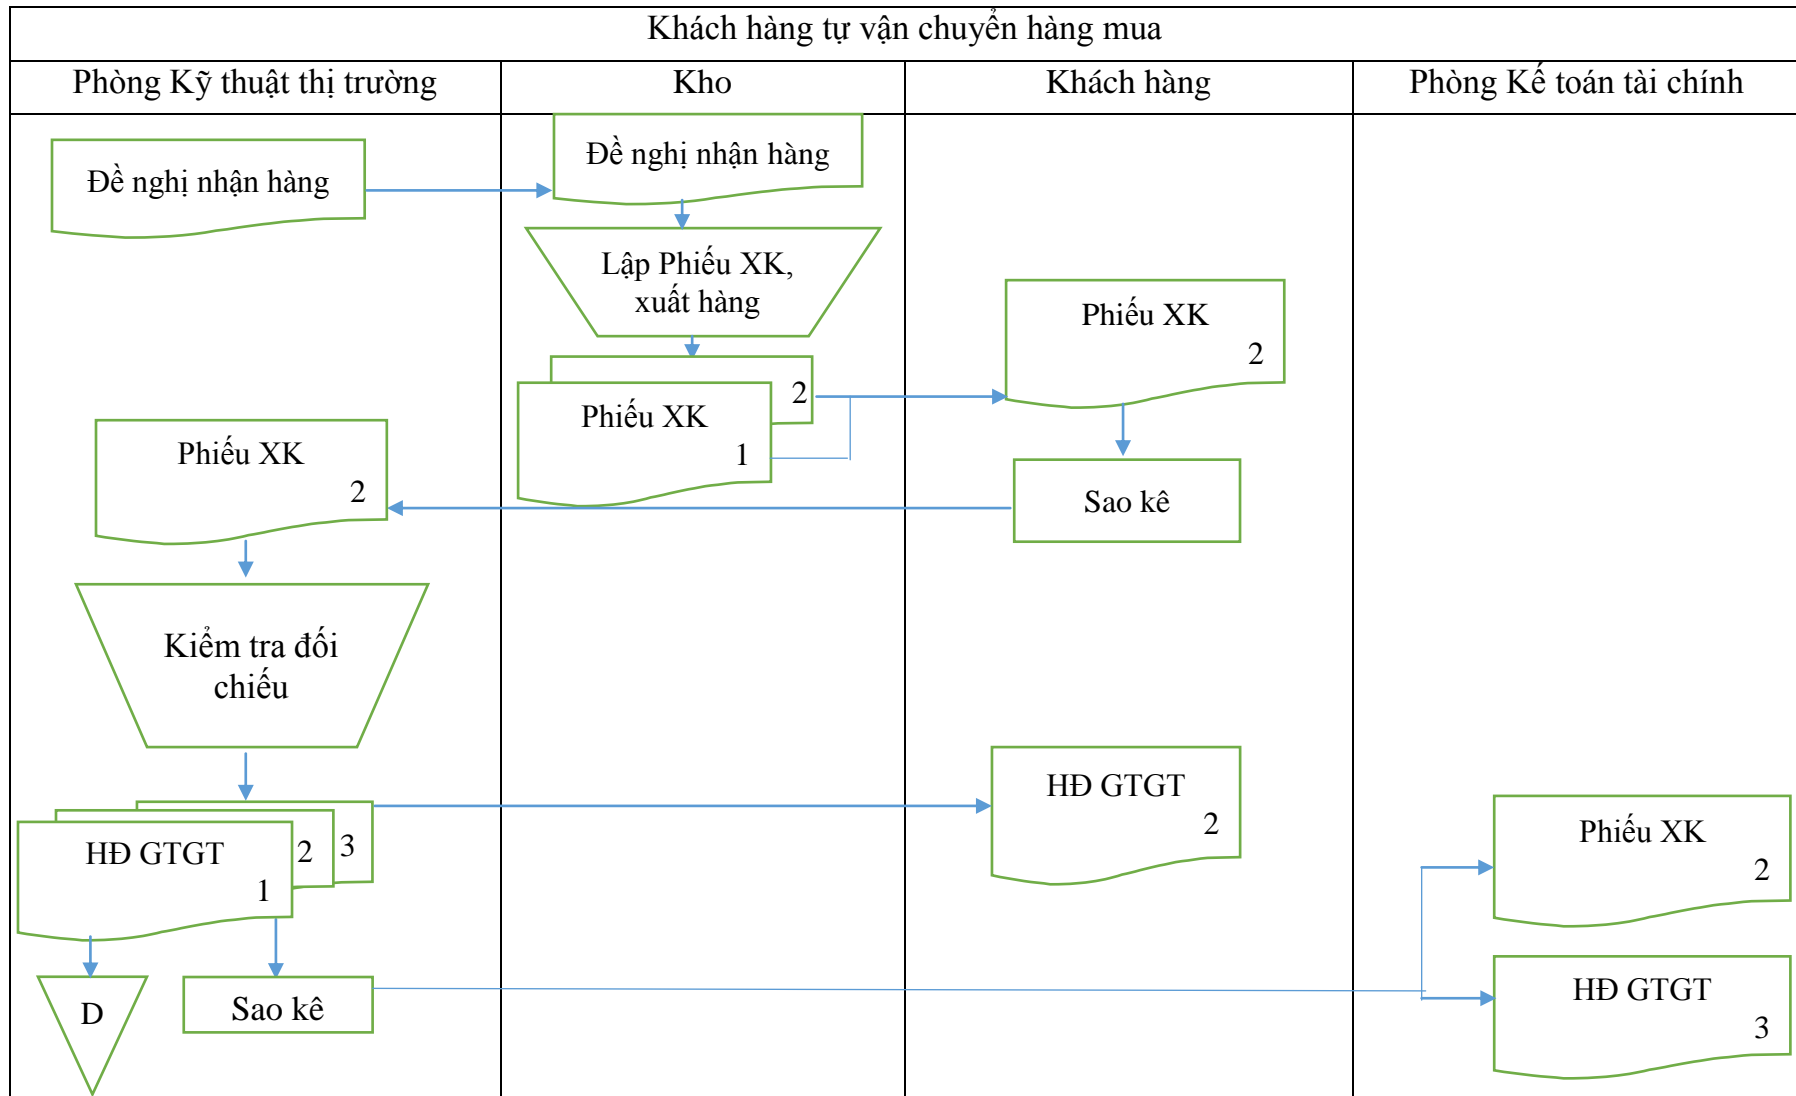 Khách hàng tự vận chuyển hàng mua
Phòng Kỹ thuật thị trường
Kho
Khách hàng
Phòng Kế toán tài chính
Đề nghị nhận hàng
Đề nghị nhận hàng
Lập Phiếu XK,
xuất hàng
Phiếu XK
2
2
Phiếu XK
1
Phiếu XK
2
Sao kê
Kiểm tra đối
chiếu
HĐ GTGT
2
HĐ GTGT
1
2
3
Phiếu XK
2
D
Sao kê
HĐ GTGT
3